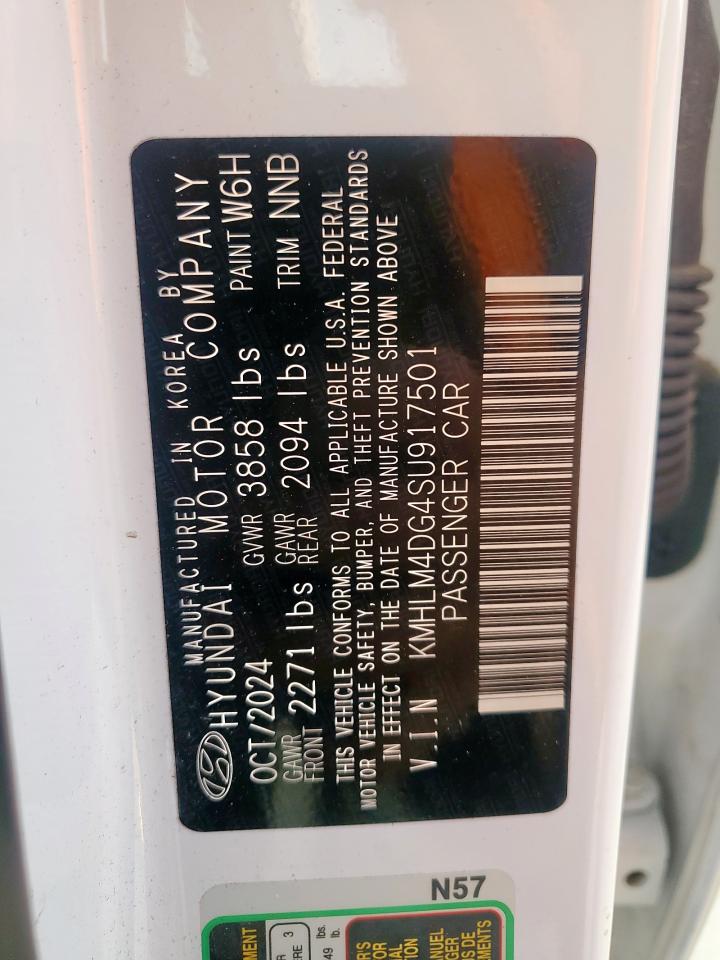 MANUFACTURED IN KOREA BY
HYUNDAI MOTOR COMPANY
OCT/2024 GVWR 3858 lbs PAINT W6H
GAWR FRONT 2271 lbs GAWR REAR 2094 lbs TRIM NNB
THIS VEHICLE CONFORMS TO ALL APPLICABLE U.S.A. FEDERAL
MOTOR VEHICLE SAFETY, BUMPER, AND THEFT PREVENTION STANDARDS
IN EFFECT ON THE DATE OF MANUFACTURE SHOWN ABOVE
V.I.N KMHLM4DG4SU917501
PASSENGER CAR
N57
3
lbs.